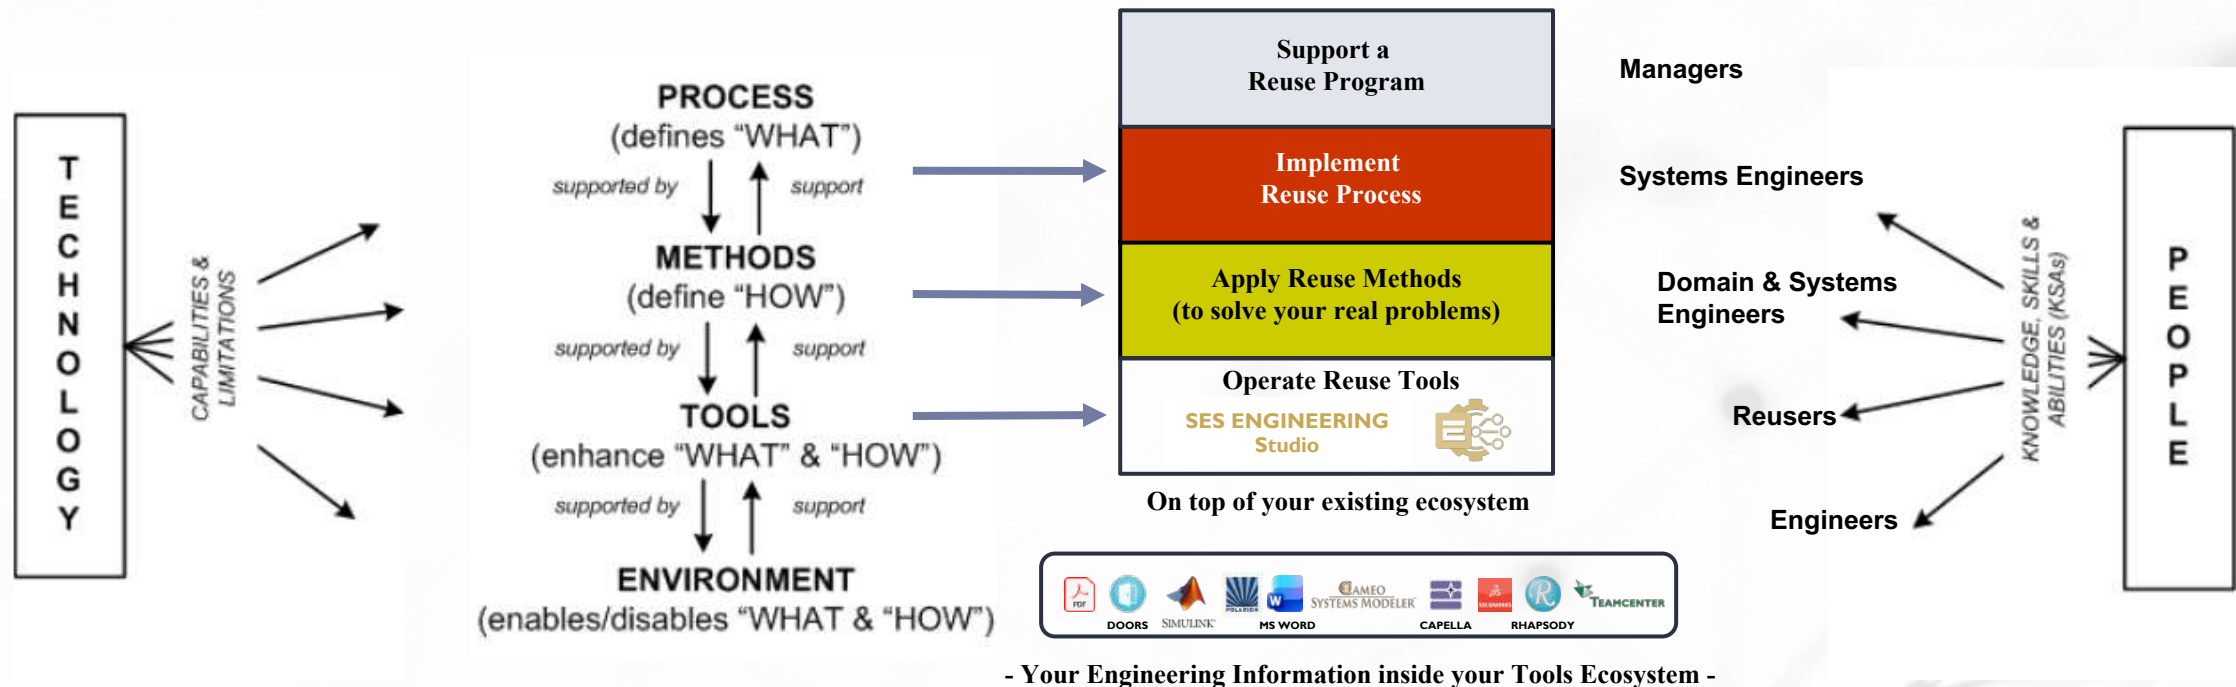 TECHNOLOGY
CAPABILITIES &
LIMITATIONS
PROCESS
(defines “WHAT”)
supported by
support
METHODS
(define “HOW”)
supported by
support
TOOLS
(enhance “WHAT” & “HOW”)
supported by
support
ENVIRONMENT
(enables/disables “WHAT & “HOW”)
Support a
Reuse Program
Implement
Reuse Process
Apply Reuse Methods
(to solve your real problems)
Operate Reuse Tools
SES ENGINEERING
Studio
On top of your existing ecosystem
PDF
DOORS
SIMULINK
POLARION
W
MS WORD
CAMEO
SYSTEMS MODELER
CAPELLA
SOLIDWORKS
R
RHAPSODY
TEAMCENTER
- Your Engineering Information inside your Tools Ecosystem -
Managers
Systems Engineers
Domain & Systems
Engineers
Reusers
Engineers
KNOWLEDGE, SKILLS &
ABILITIES (KSAs)
PEOPLE